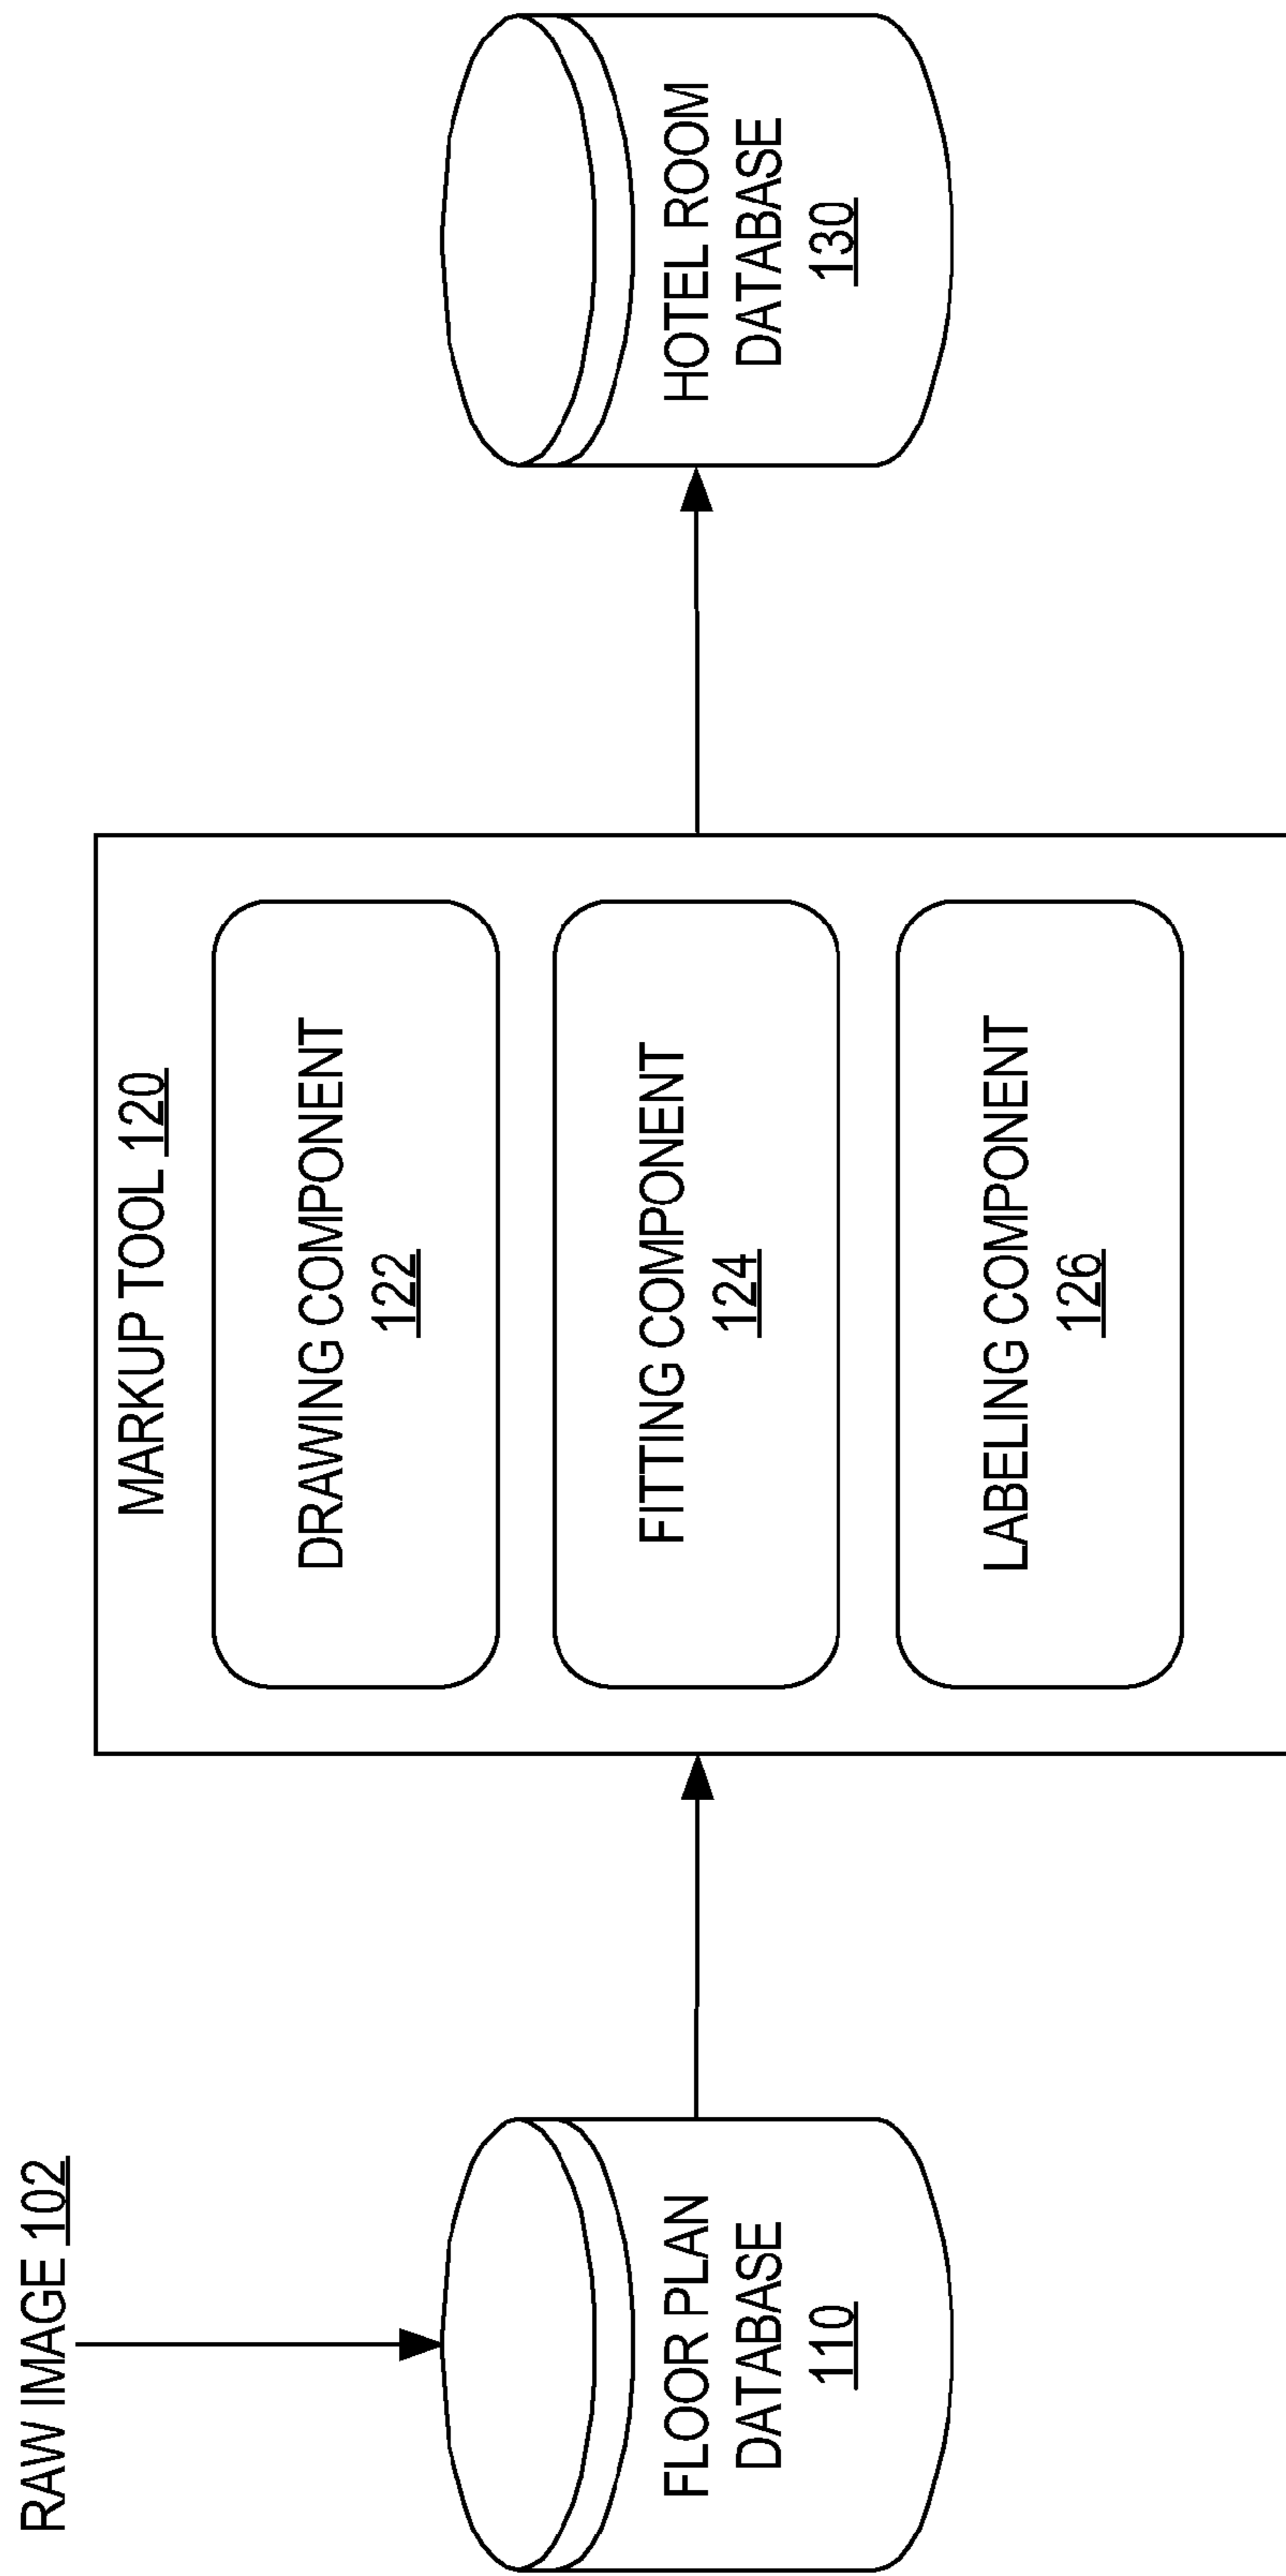 RAW IMAGE 102
FLOOR PLAN
DATABASE
110
MARKUP TOOL 120
DRAWING COMPONENT
122
FITTING COMPONENT
124
LABELING COMPONENT
126
HOTEL ROOM
DATABASE
130